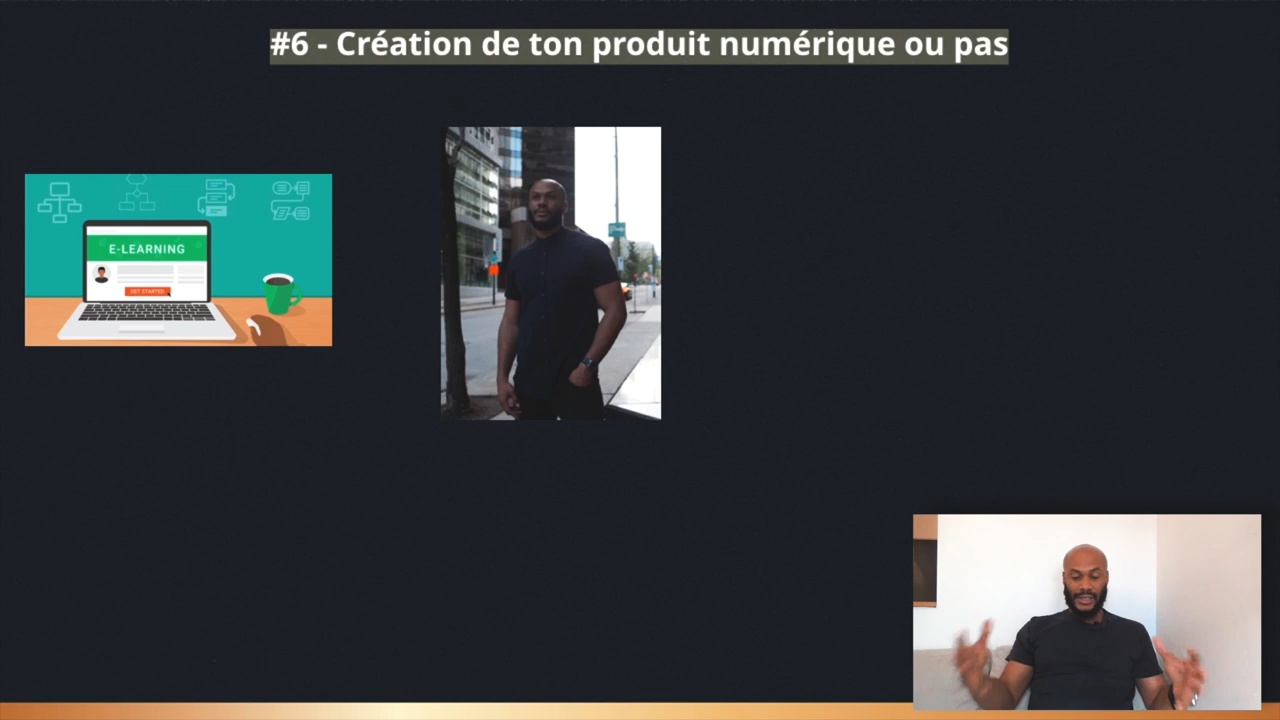 #6 - Création de ton produit numérique ou pas
E-LEARNING
GET STARTED